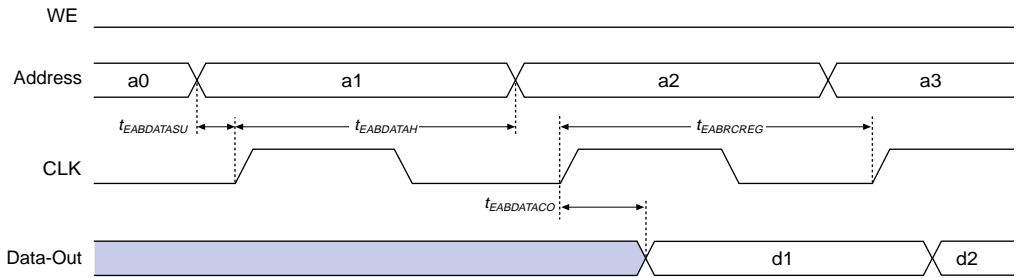 WE
Address a0 a1 a2 a3
tEABDATASU tEABDATAH tEABRCREG
CLK
tEABDATACO
Data-Out d1 d2